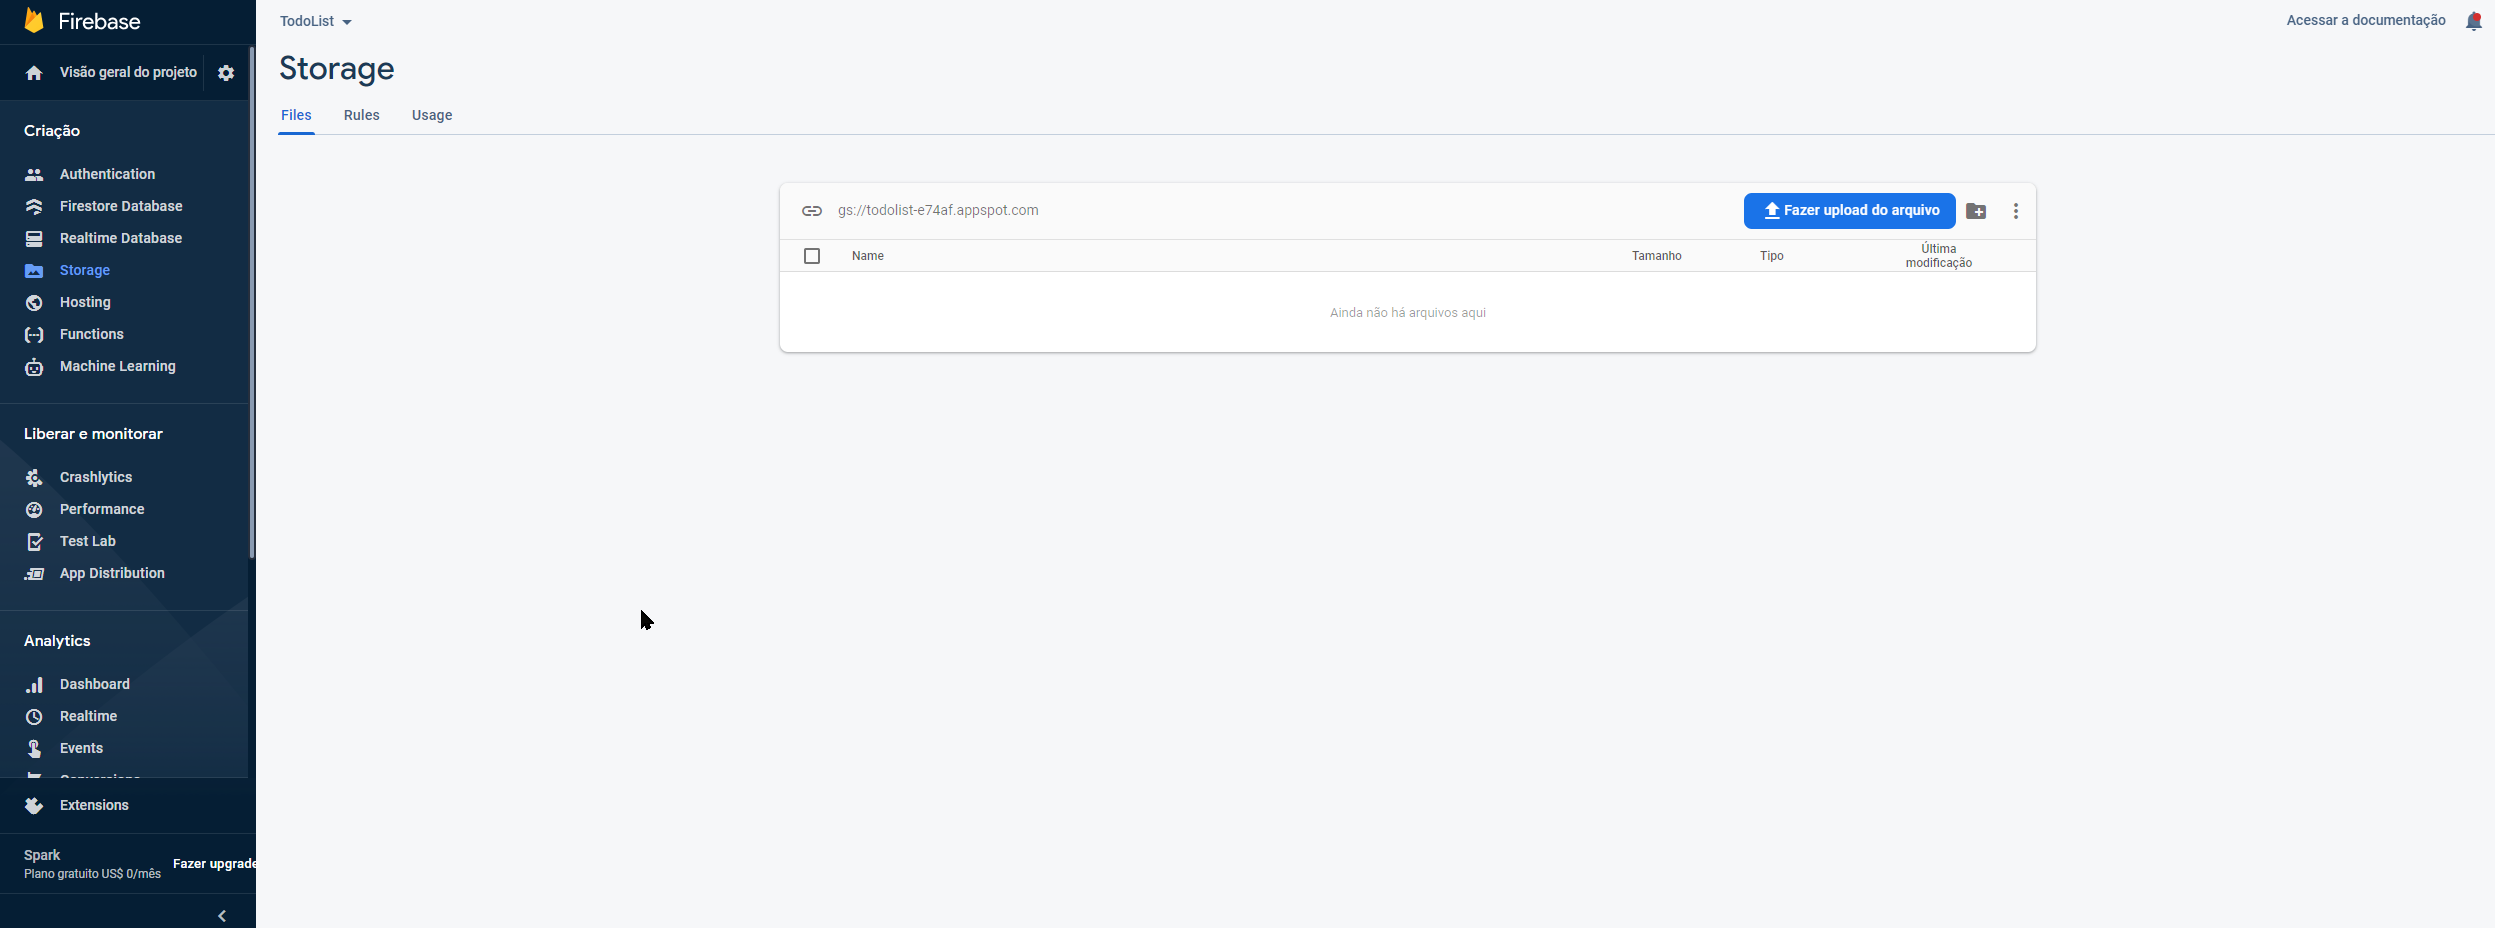 Firebase
Visão geral do projeto
Criação
Authentication
Firestore Database
Realtime Database
Storage
Hosting
Functions
Machine Learning
Liberar e monitorar
Crashlytics
Performance
Test Lab
App Distribution
Analytics
Dashboard
Realtime
Events
Conversions
Extensions
Spark
Plano gratuito US$ 0/mês
Fazer upgrade
TodoList
Acessar a documentação
Storage
Files Rules Usage
gs://todolist-e74af.appspot.com
Fazer upload do arquivo
Name Tamanho Tipo Última
modificação
Ainda não há arquivos aqui